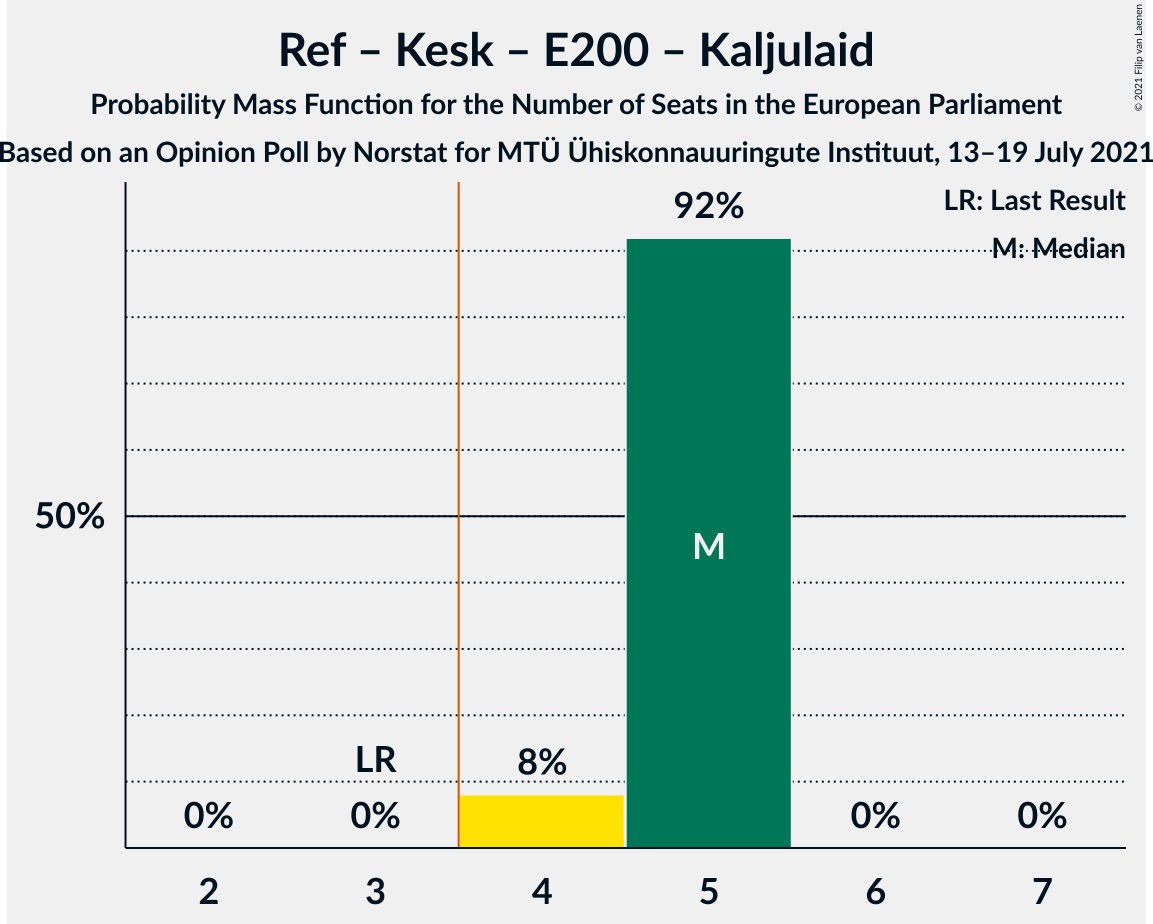 Ref – Kesk – E200 – Kaljulaid
Probability Mass Function for the Number of Seats in the European Parliament
Based on an Opinion Poll by Norstat for MTÜ Ühiskonnauuringute Instituut, 13–19 July 2021
© 2021 Filip van Laenen
LR: Last Result
M: Median
92%
50%
M
LR
8%
0%
0%
0%
0%
2
3
4
5
6
7